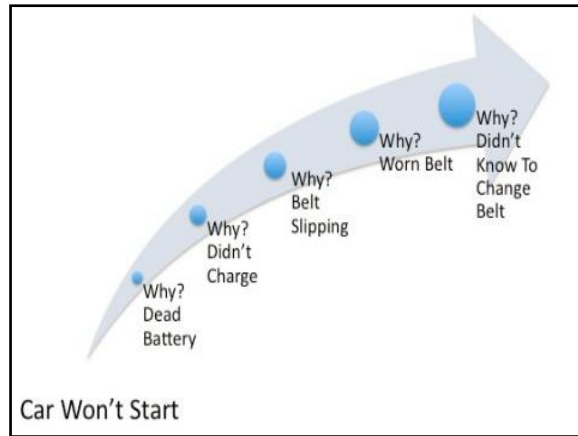 Why?
Didn’t
Know To
Change
Belt
Why?
Worn Belt
Why?
Belt
Slipping
Why?
Didn’t
Charge
Why?
Dead
Battery
Car Won’t Start